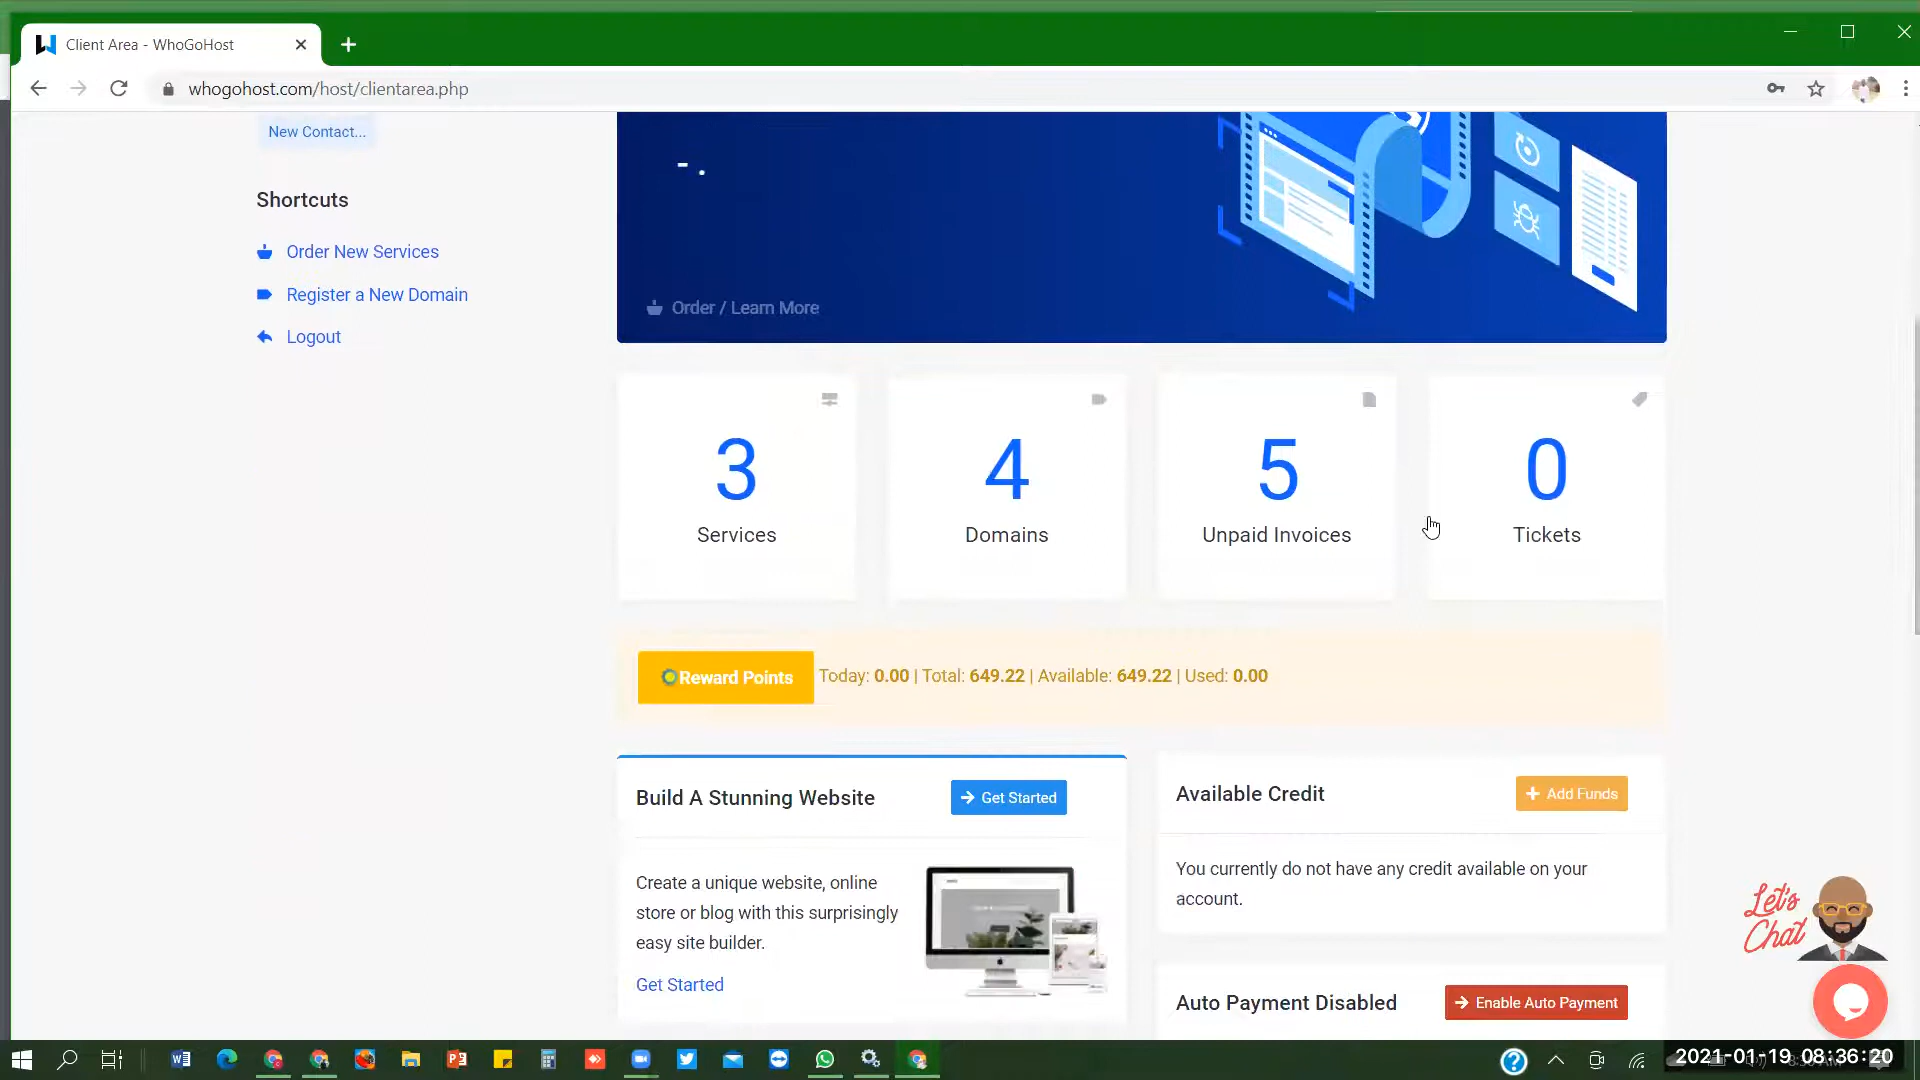 Client Area - WhoGoHost
whogohost.com/host/clientarea.php
New Contact...
Shortcuts
Order New Services
Register a New Domain
Logout
Order / Learn More
3
Services
4
Domains
5
Unpaid Invoices
0
Tickets
Reward Points
Today: 0.00 | Total: 649.22 | Available: 649.22 | Used: 0.00
Build A Stunning Website
Get Started
Create a unique website, online
store or blog with this surprisingly
easy site builder.
Get Started
Available Credit
Add Funds
You currently do not have any credit available on your
account.
Auto Payment Disabled
Enable Auto Payment
Let's
Chat
2021-01-19 08:36:20